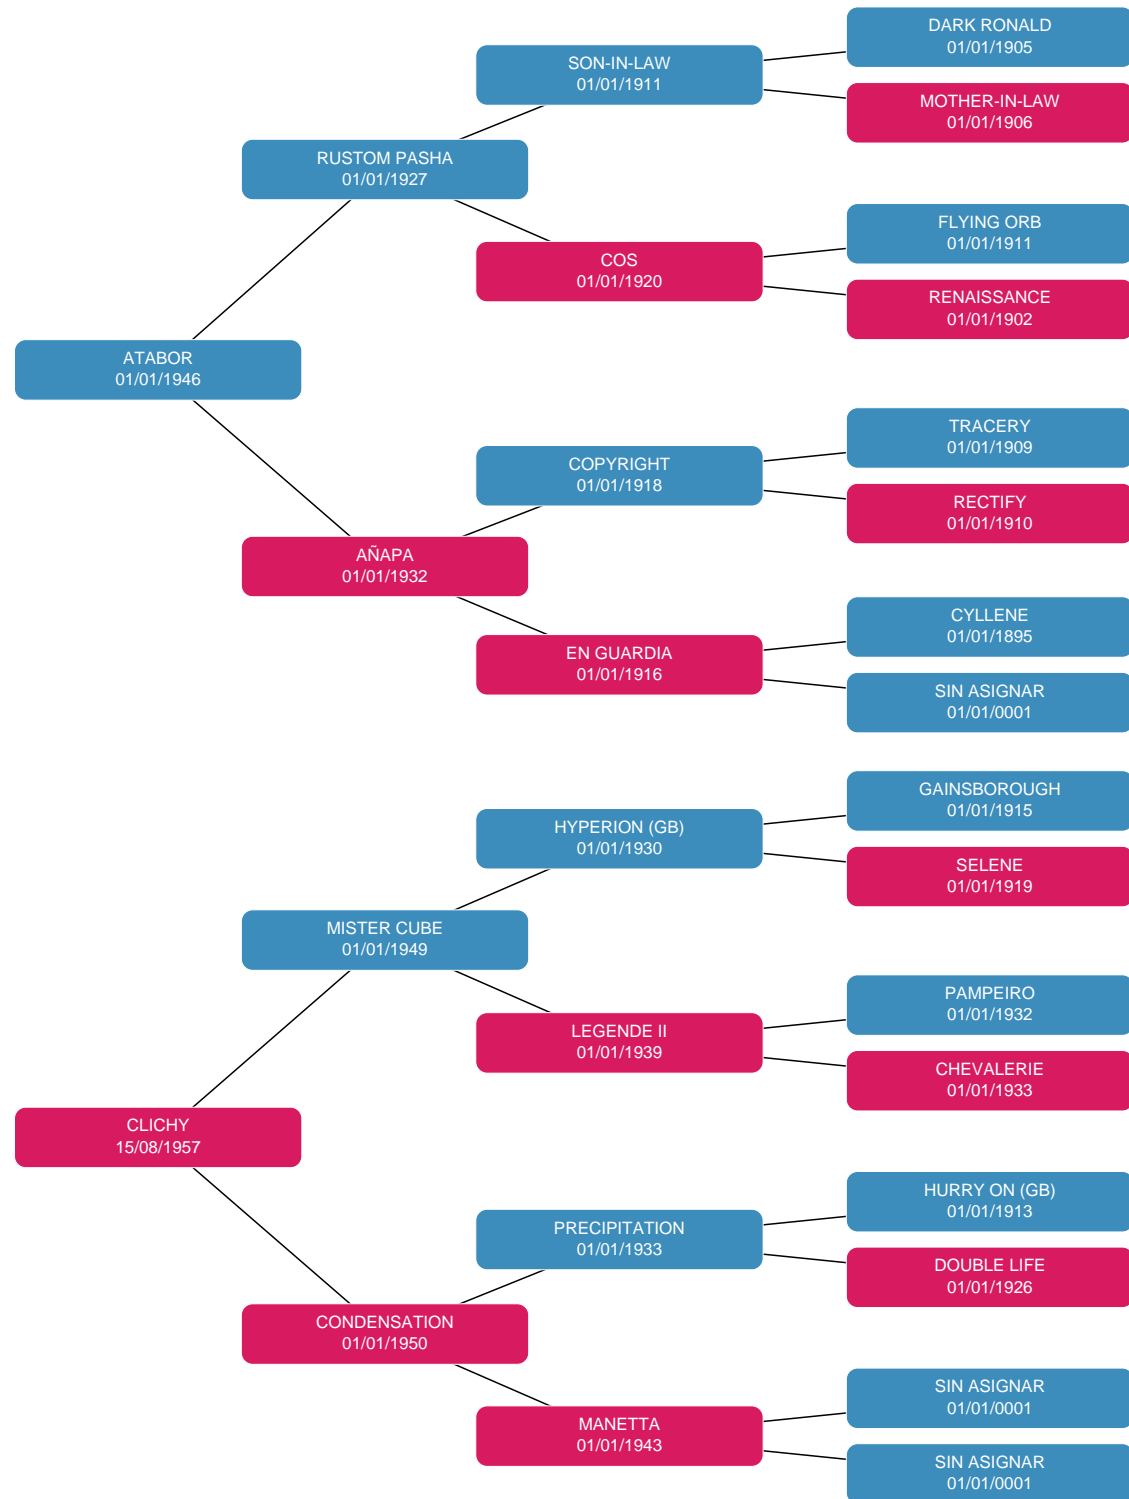 DARK RONALD
01/01/1905
SON-IN-LAW
01/01/1911
MOTHER-IN-LAW
01/01/1906
RUSTOM PASHA
01/01/1927
FLYING ORB
01/01/1911
COS
01/01/1920
RENAISSANCE
01/01/1902
ATABOR
01/01/1946
TRACERY
01/01/1909
COPYRIGHT
01/01/1918
RECTIFY
01/01/1910
AÑAPA
01/01/1932
CYLLENE
01/01/1895
EN GUARDIA
01/01/1916
SIN ASIGNAR
01/01/0001
GAINSBOROUGH
01/01/1915
HYPERION (GB)
01/01/1930
SELENE
01/01/1919
MISTER CUBE
01/01/1949
PAMPEIRO
01/01/1932
LEGENDE II
01/01/1939
CHEVALERIE
01/01/1933
CLICHY
15/08/1957
HURRY ON (GB)
01/01/1913
PRECIPITATION
01/01/1933
DOUBLE LIFE
01/01/1926
CONDENSATION
01/01/1950
SIN ASIGNAR
01/01/0001
MANETTA
01/01/1943
SIN ASIGNAR
01/01/0001